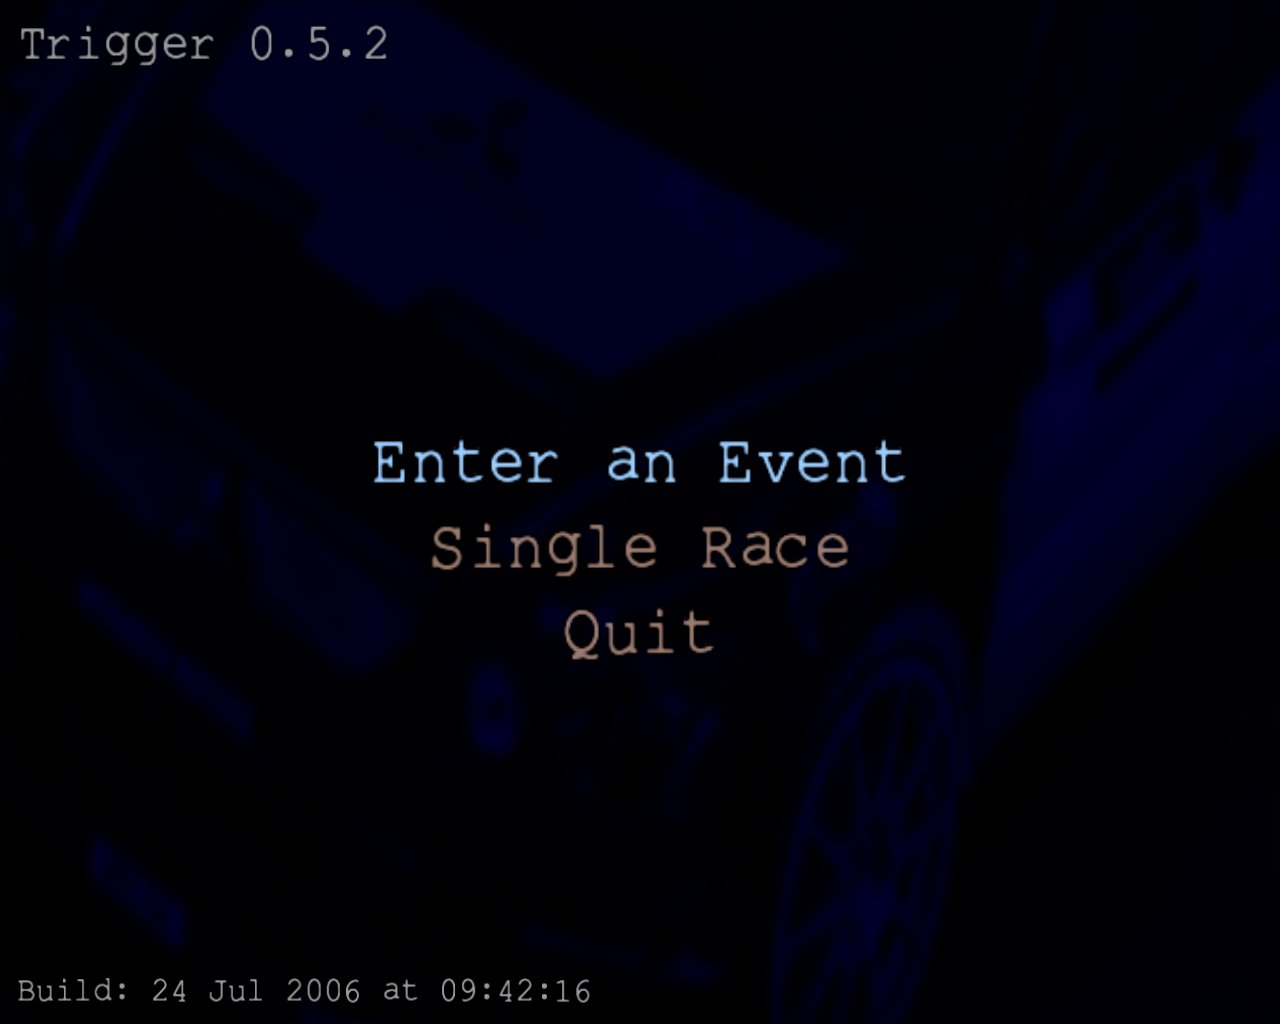 Trigger 0.5.2
Enter an Event
Single Race
Quit
Build: 24 Jul 2006 at 09:42:16